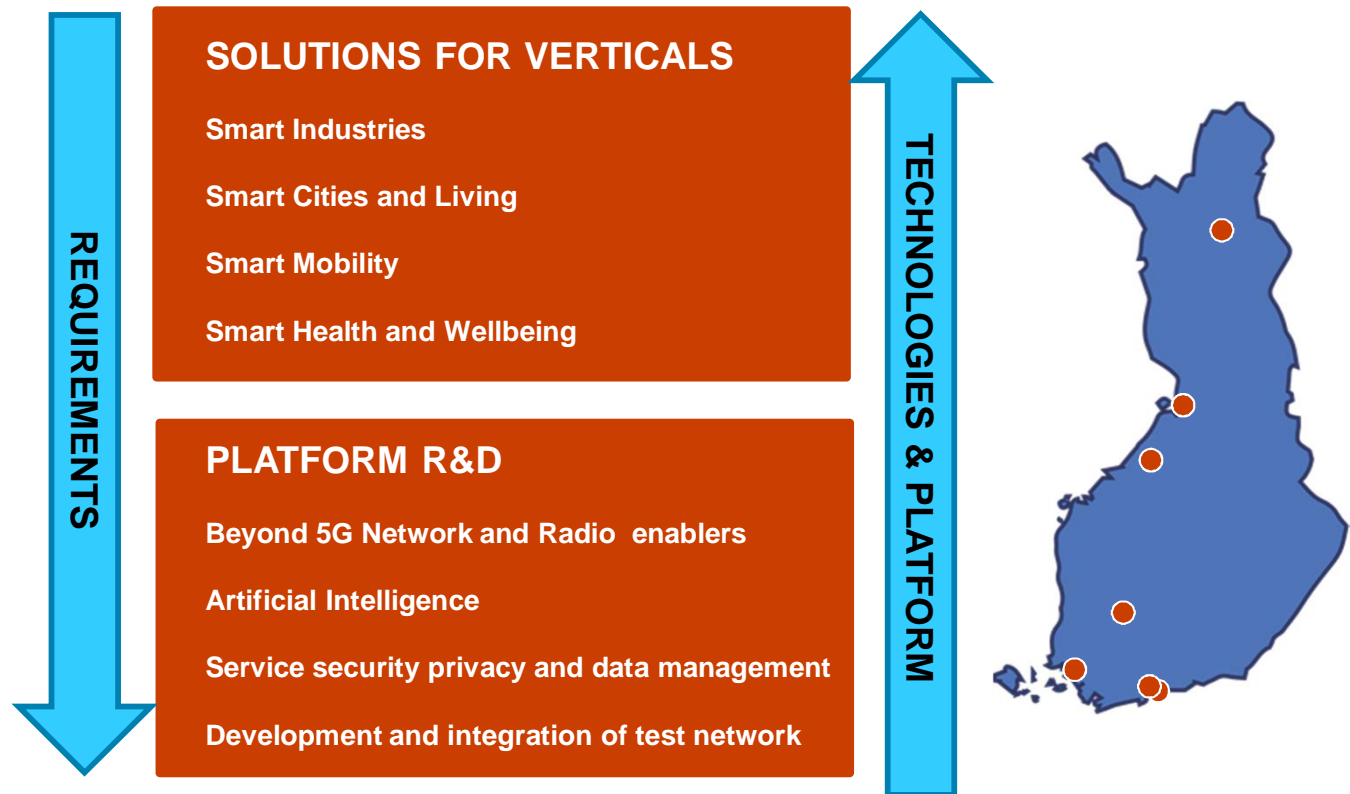 REQUIREMENTS
SOLUTIONS FOR VERTICALS
Smart Industries
Smart Cities and Living
Smart Mobility
Smart Health and Wellbeing
PLATFORM R&D
Beyond 5G Network and Radio enablers
Artificial Intelligence
Service security privacy and data management
Development and integration of test network
TECHNOLOGIES & PLATFORM